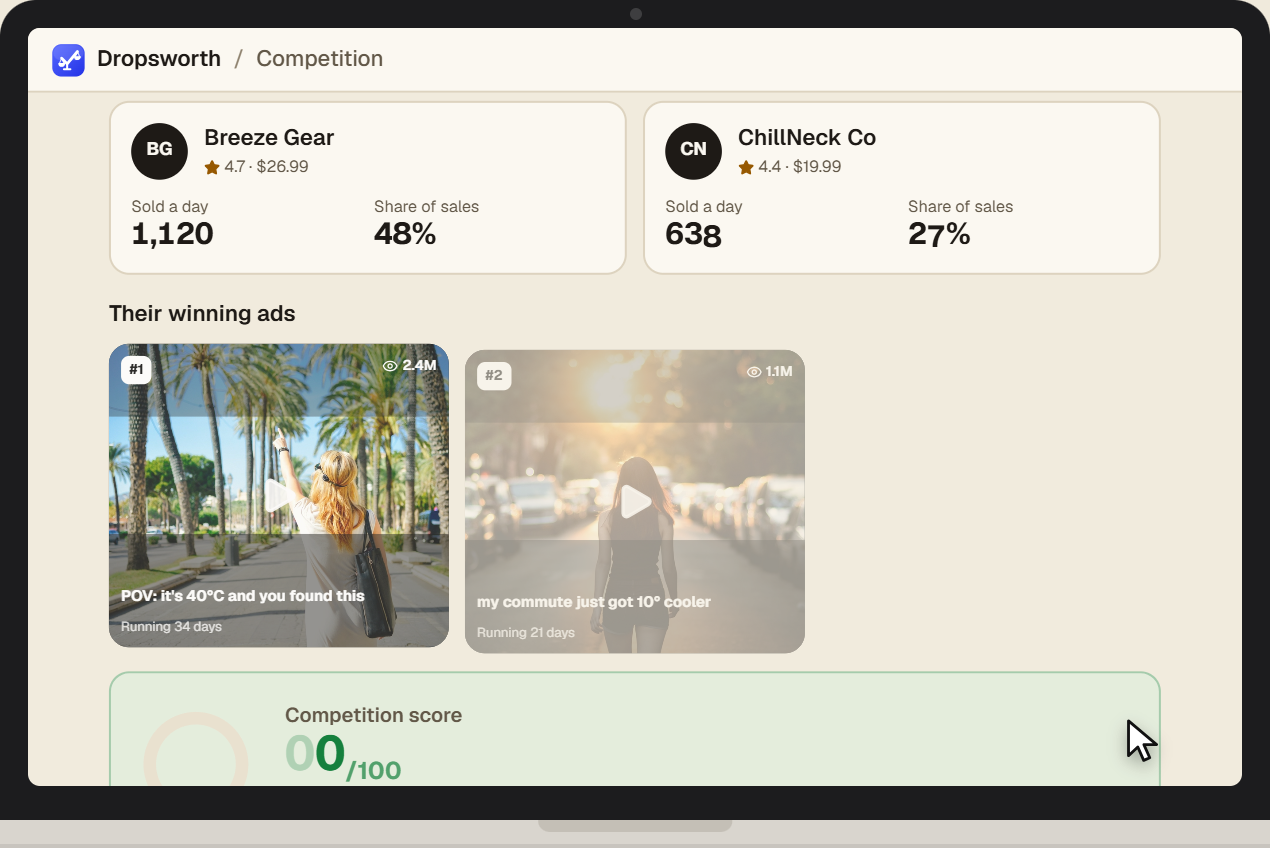 Dropsworth / Competition
BG
Breeze Gear
4.7 · $26.99
Sold a day
1,120
Share of sales
48%
CN
ChillNeck Co
4.4 · $19.99
Sold a day
638
Share of sales
27%
Their winning ads
#1
2.4M
POV: it's 40°C and you found this
Running 34 days
#2
1.1M
my commute just got 10° cooler
Running 21 days
Competition score
00/100